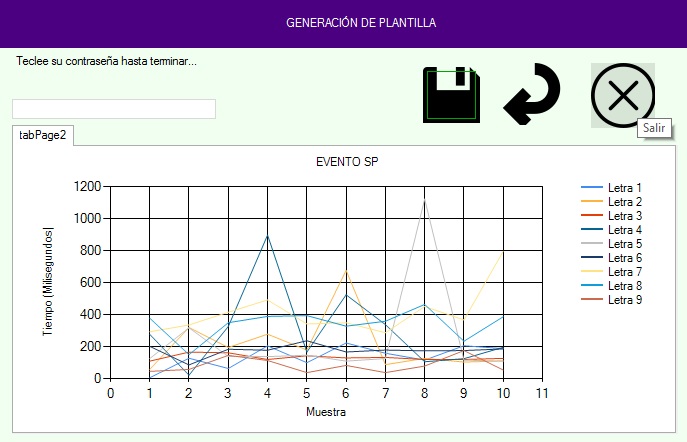 GENERACIÓN DE PLANTILLA
Teclee su contraseña hasta terminar...
Salir
tabPage2
EVENTO SP
1200
1000
800
600
400
200
0
Tiempo (Milisegundos)
0 1 2 3 4 5 6 7 8 9 10 11
Muestra
Letra 1
Letra 2
Letra 3
Letra 4
Letra 5
Letra 6
Letra 7
Letra 8
Letra 9